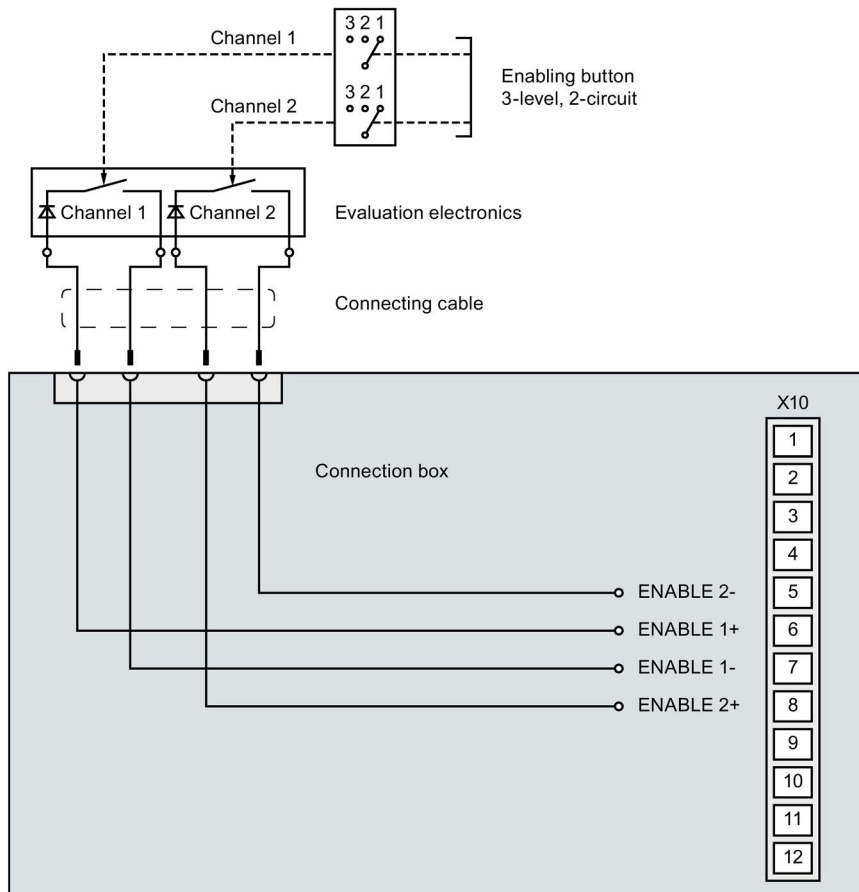 3 2 1
Channel 1
Enabling button
3-level, 2-circuit
3 2 1
Channel 2
Channel 1
Channel 2
Evaluation electronics
Connecting cable
X10
1
Connection box
2
3
4
ENABLE 2-
5
ENABLE 1+
6
ENABLE 1-
7
ENABLE 2+
8
9
10
11
12